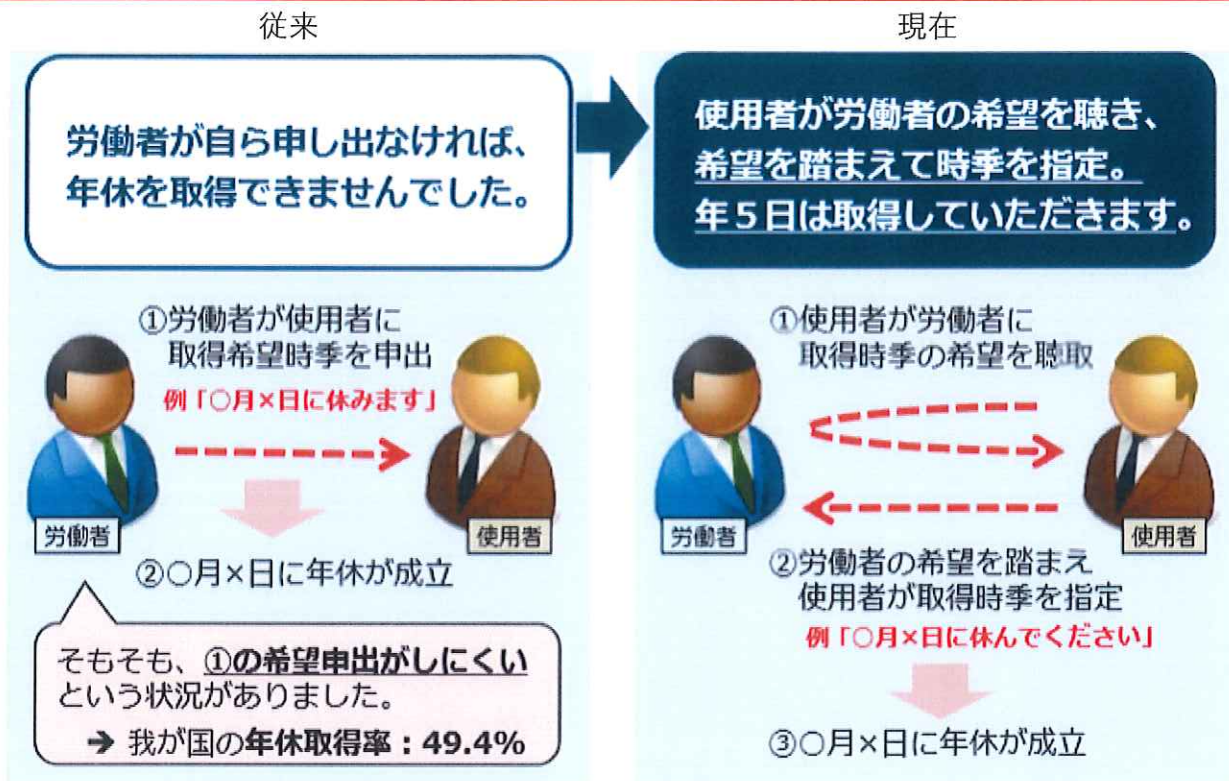 従来
労働者が自ら申し出なければ、
年休を取得できませんでした。
①労働者が使用者に
取得希望時季を申出
例「○月×日に休みます」
労働者
使用者
②○月×日に年休が成立
そもそも、①の希望申出がしにくい
という状況がありました。
➔ 我が国の年休取得率：49.4%
現在
使用者が労働者の希望を聴き、
希望を踏まえて時季を指定。
年５日は取得していただきます。
①使用者が労働者に
取得時季の希望を聴取
労働者
使用者
②労働者の希望を踏まえ
使用者が取得時季を指定
例「○月×日に休んでください」
③○月×日に年休が成立